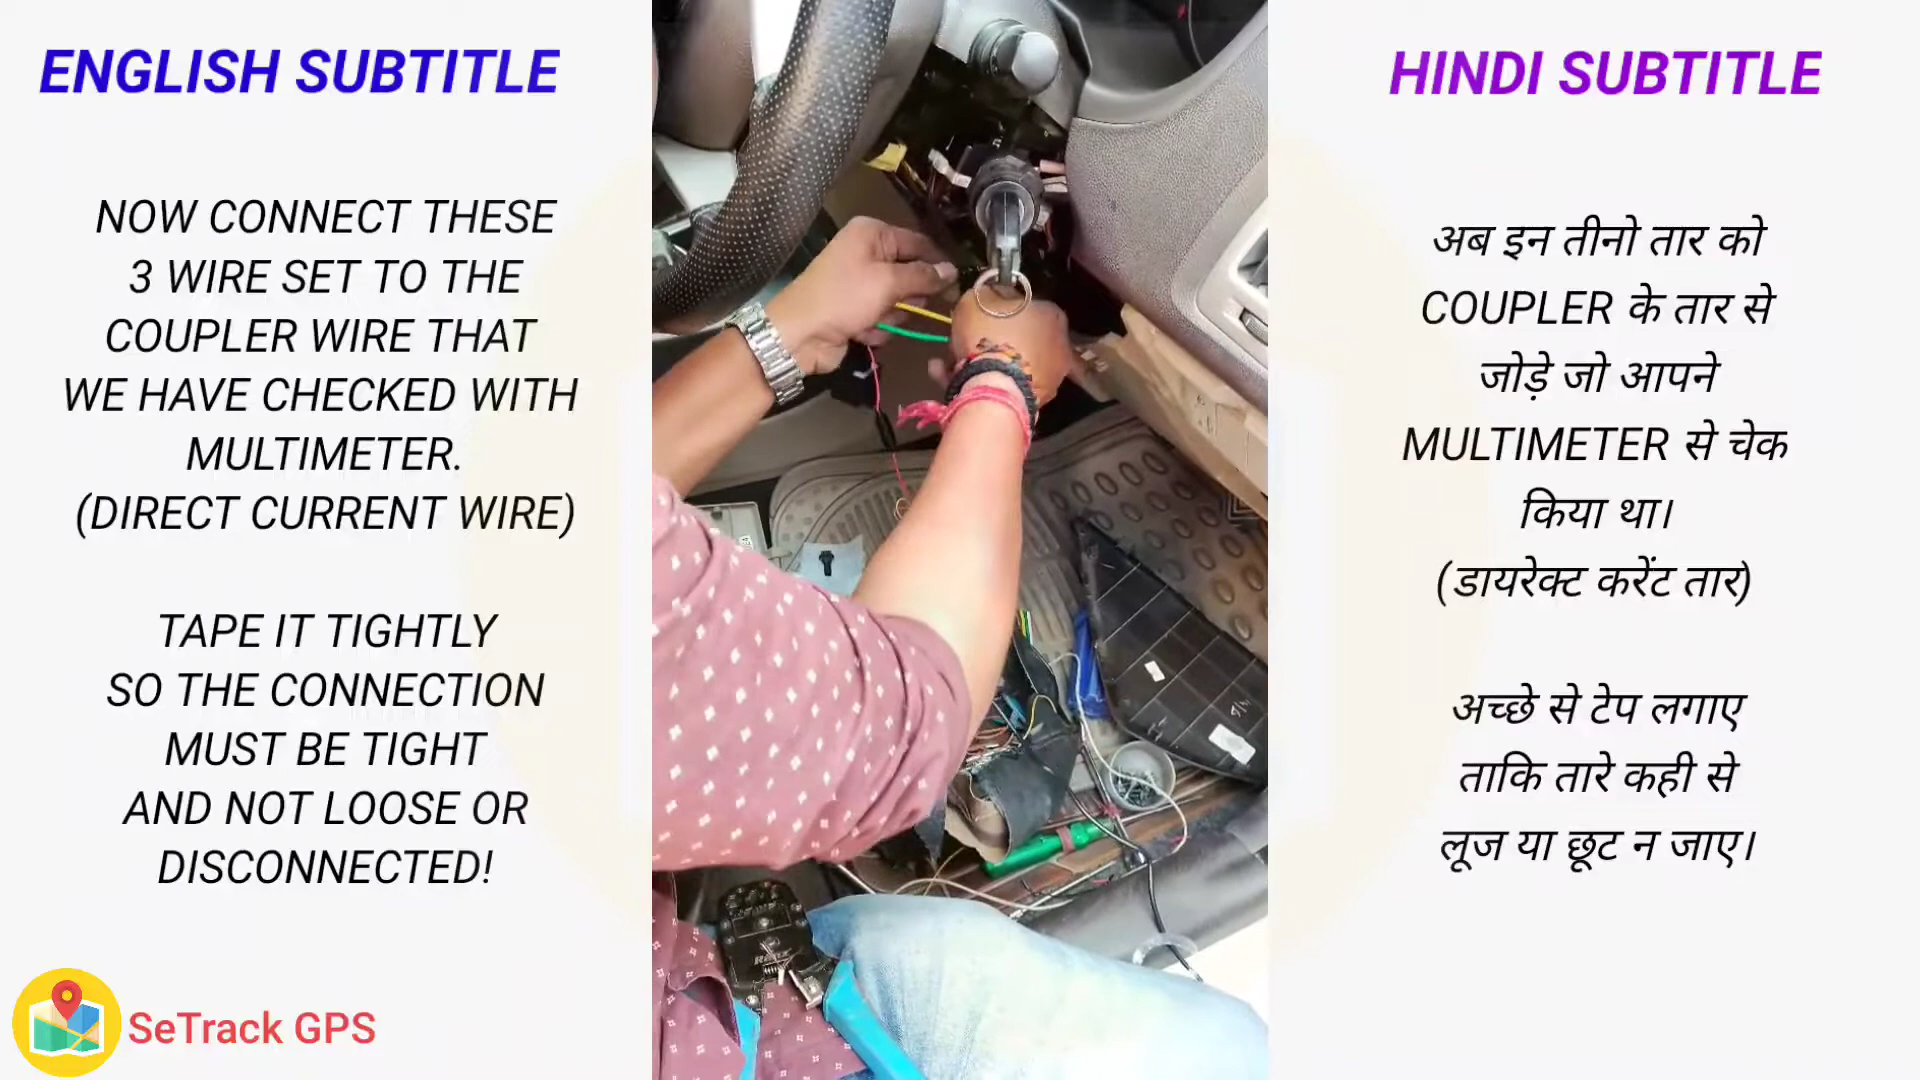 ENGLISH SUBTITLE
NOW CONNECT THESE
3 WIRE SET TO THE
COUPLER WIRE THAT
WE HAVE CHECKED WITH
MULTIMETER.
(DIRECT CURRENT WIRE)
TAPE IT TIGHTLY
SO THE CONNECTION
MUST BE TIGHT
AND NOT LOOSE OR
DISCONNECTED!
SeTrack GPS
HINDI SUBTITLE
अब इन तीनो तार को
COUPLER के तार से
जोड़े जो आपने
MULTIMETER से चेक
किया था।
(डायरेक्ट करेंट तार)
अच्छे से टेप लगाए
ताकि तारे कही से
लूज या छूट न जाए।